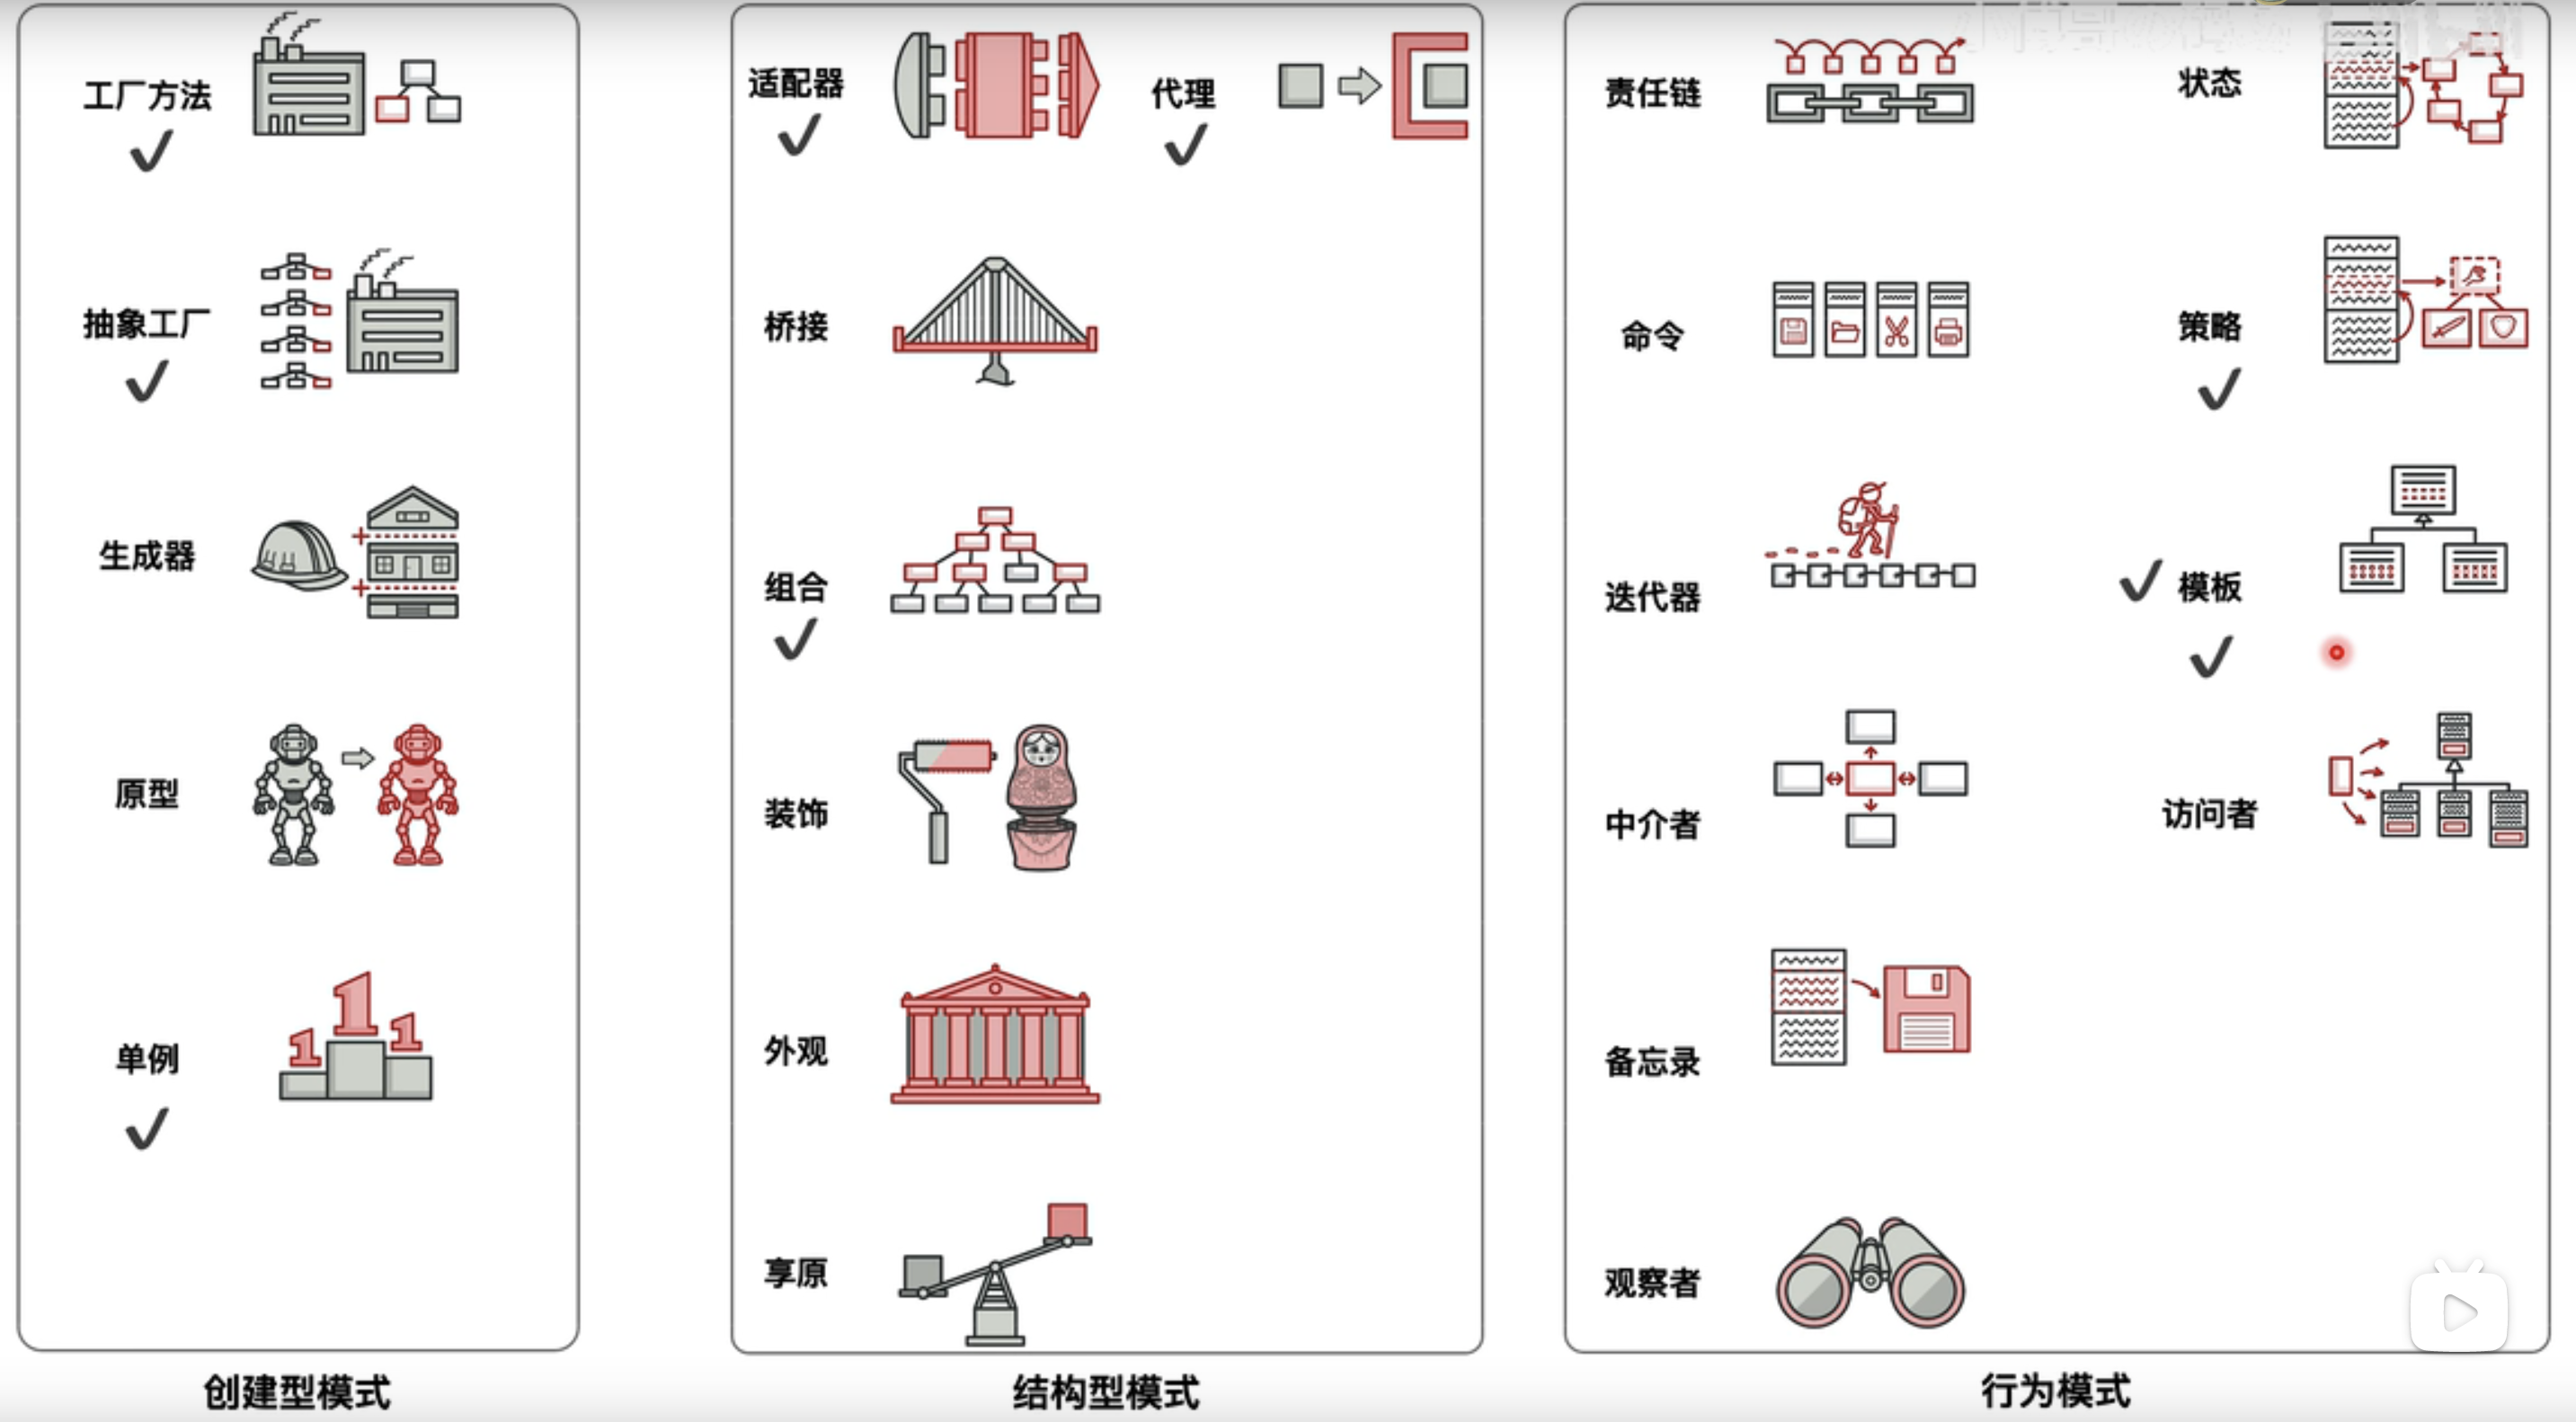 工厂方法
抽象工厂
生成器
原型
单例
创建型模式
适配器
代理
桥接
组合
装饰
外观
享原
结构型模式
责任链
状态
命令
策略
迭代器
模板
中介者
访问者
备忘录
观察者
行为模式
1
1
1